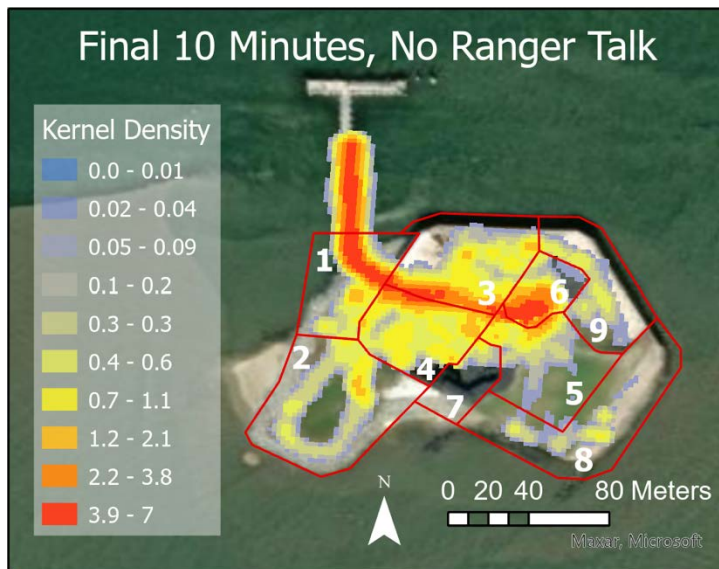 Final 10 Minutes, No Ranger Talk
Kernel Density
0.0 - 0.01
0.02 - 0.04
0.05 - 0.09
0.1 - 0.2
0.3 - 0.3
0.4 - 0.6
0.7 - 1.1
1.2 - 2.1
2.2 - 3.8
3.9 - 7
1
2
3
4
5
6
7
8
9
N
0 20 40 80 Meters
Maxar, Microsoft